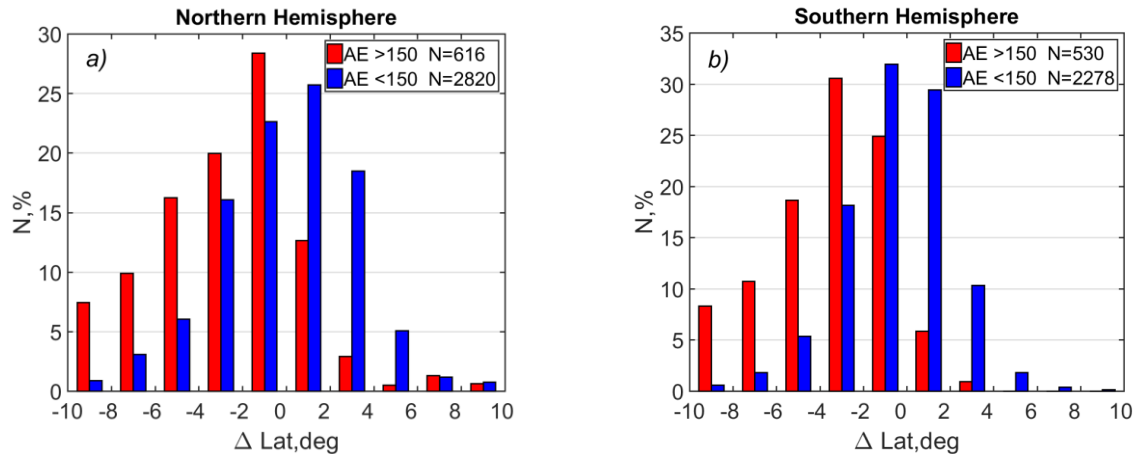 Northern Hemisphere
a)
AE >150 N=616
AE <150 N=2820
30
25
20
15
10
5
0
N,%
-10 -8 -6 -4 -2 0 2 4 6 8 10
Δ Lat,deg
Southern Hemisphere
b)
AE >150 N=530
AE <150 N=2278
35
30
25
20
15
10
5
0
N,%
-10 -8 -6 -4 -2 0 2 4 6 8 10
Δ Lat,deg